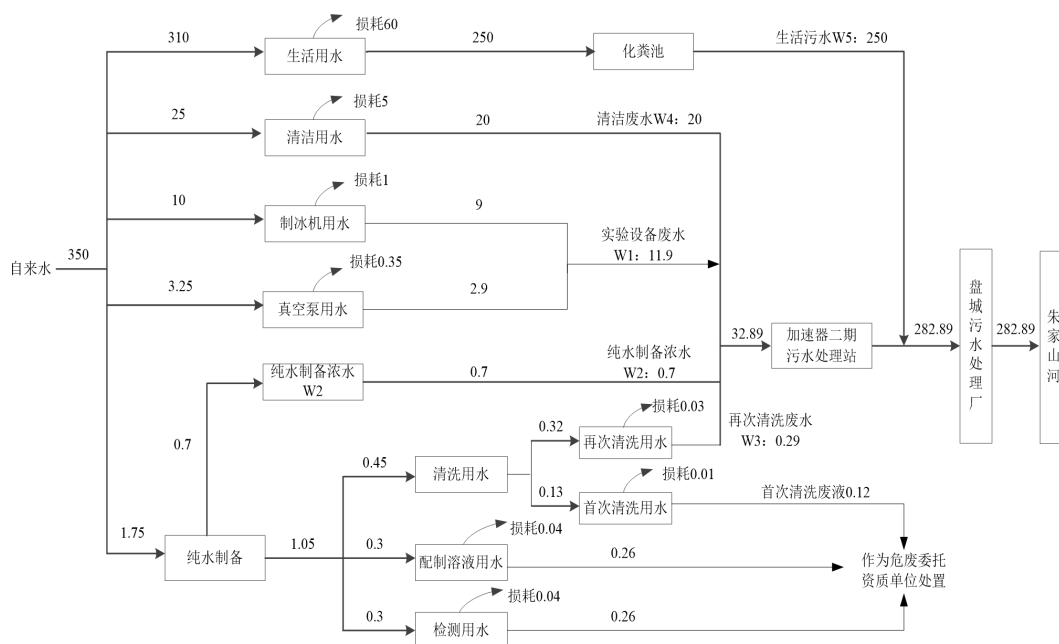 损耗60
310
生活用水
250
化粪池
生活污水W5：250
损耗5
25
清洁用水
20
清洁废水W4：20
损耗1
10
制冰机用水
9
实验设备废水
W1：11.9
自来水
350
损耗0.35
3.25
真空泵用水
2.9
32.89
加速器二期
污水处理站
282.89
盘城污水处理厂
282.89
朱家山河
纯水制备浓水
W2
0.7
纯水制备浓水
W2：0.7
0.7
损耗0.03
0.32
再次清洗用水
再次清洗废水
W3：0.29
0.45
清洗用水
损耗0.01
0.13
首次清洗用水
首次清洗废液0.12
1.75
纯水制备
1.05
损耗0.04
0.3
配制溶液用水
0.26
作为危废委托
资质单位处置
损耗0.04
0.3
检测用水
0.26